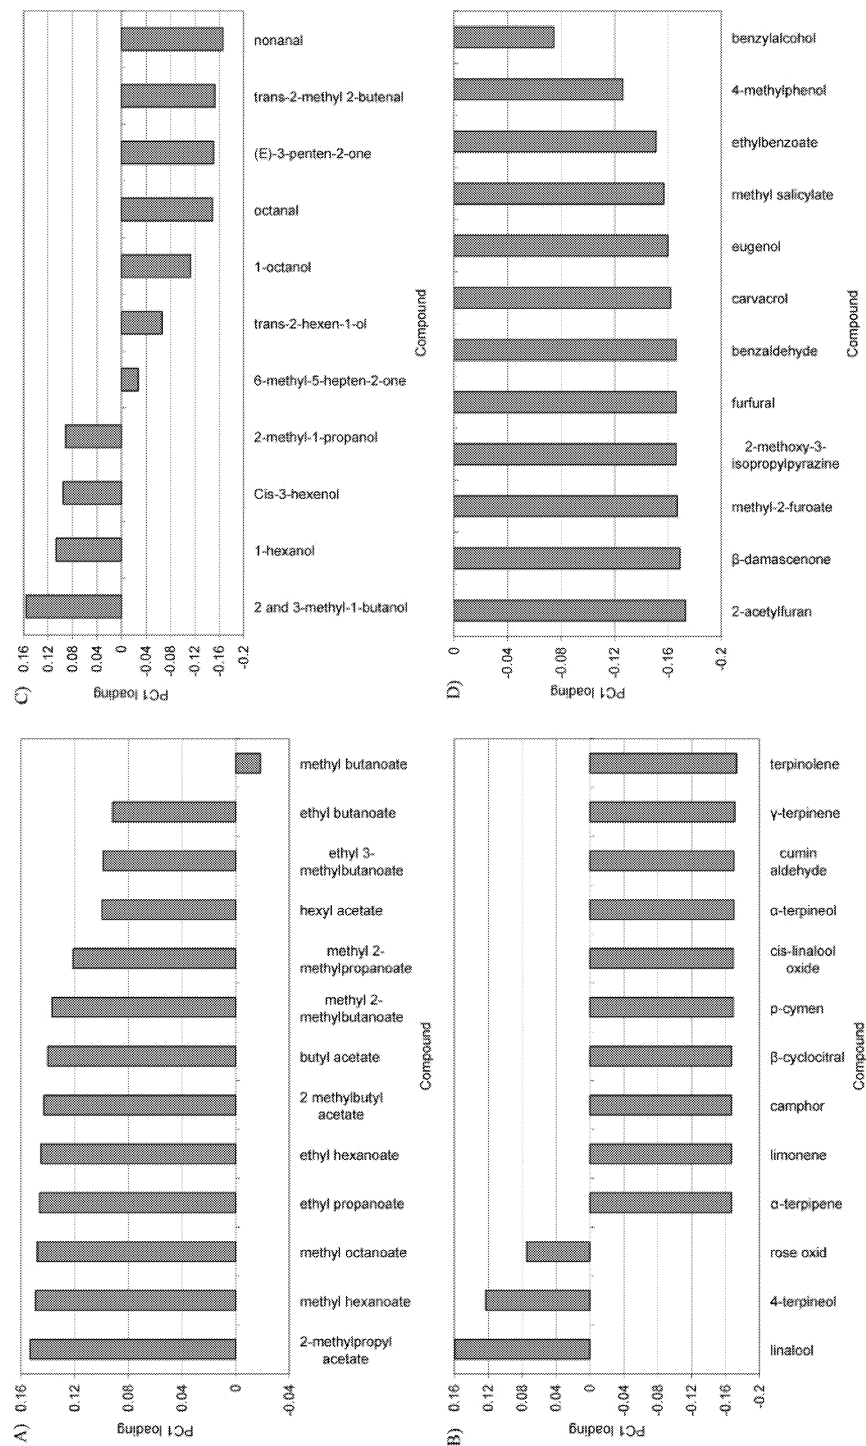 A)
PC1 loading
0.16
0.12
0.08
0.04
0
-0.04
2-methylpropyl
acetate
methyl hexanoate
methyl octanoate
ethyl propanoate
ethyl hexanoate
2 methylbutyl
acetate
butyl acetate
methyl 2-
methylbutanoate
methyl 2-
methylpropanoate
hexyl acetate
ethyl 3-
methylbutanoate
ethyl butanoate
methyl butanoate
Compound
B)
PC1 loading
0.16
0.12
0.08
0.04
0
-0.04
-0.08
-0.12
-0.16
-0.2
linalool
4-terpineol
rose oxid
α-terpipene
limonene
camphor
β-cyclocitral
p-cymen
cis-linalool
oxide
α-terpineol
cumin
aldehyde
γ-terpinene
terpinolene
Compound
C)
PC1 loading
0.16
0.12
0.08
0.04
0
-0.04
-0.08
-0.12
-0.16
-0.2
2 and 3-methyl-1-butanol
1-hexanol
Cis-3-hexenol
2-methyl-1-propanol
6-methyl-5-hepten-2-one
trans-2-hexen-1-ol
1-octanol
octanal
(E)-3-penten-2-one
trans-2-methyl 2-butenal
nonanal
Compound
D)
PC1 loading
0
-0.04
-0.08
-0.12
-0.16
-0.2
2-acetylfuran
β-damascenone
methyl-2-furoate
2-methoxy-3-
isopropylpyrazine
furfural
benzaldehyde
carvacrol
eugenol
methyl salicylate
ethylbenzoate
4-methylphenol
benzylalcohol
Compound